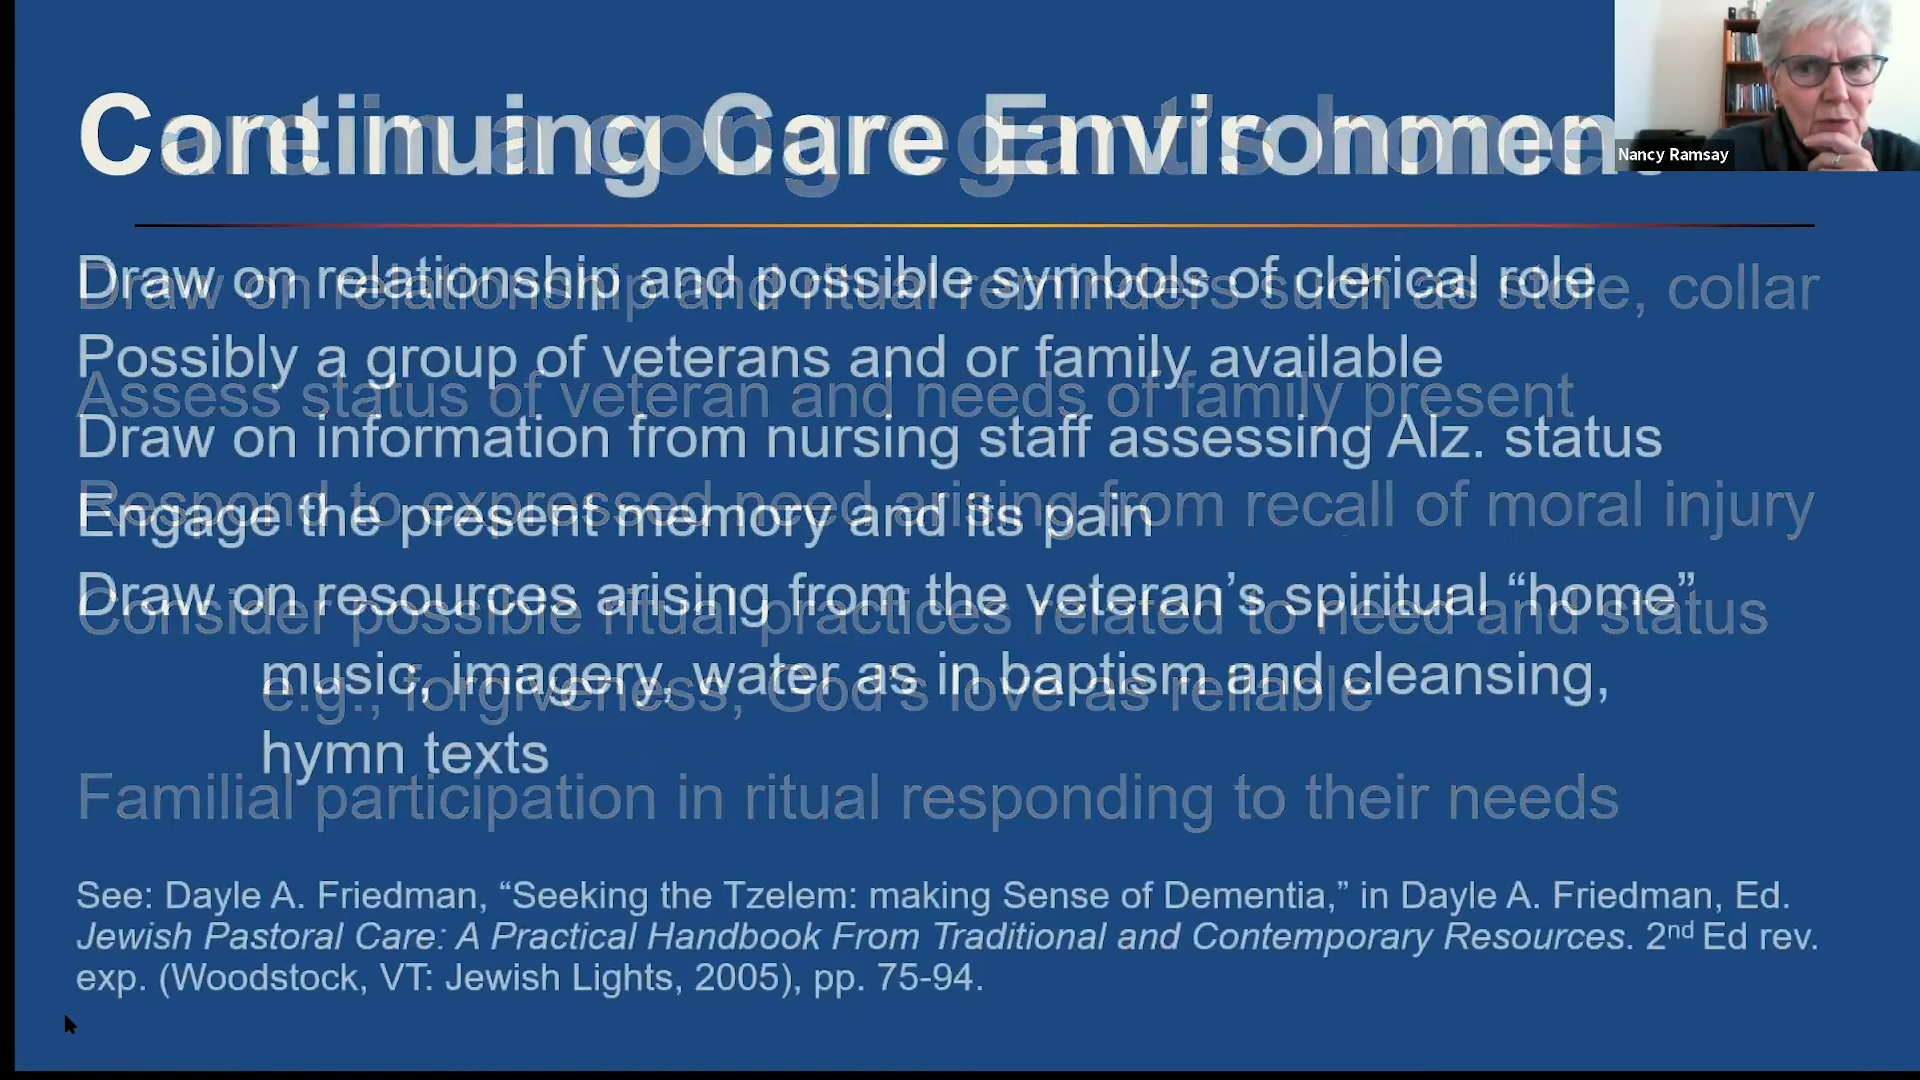 Continuing Care Environment
Care in a congregant's home
Nancy Ramsay
Draw on relationship and possible symbols of clerical role
Draw on relationship and ritual reminders such as stole, collar
Possibly a group of veterans and or family available
Assess status of veteran and needs of family present
Draw on information from nursing staff assessing Alz. status
Respond to expressed need arising from recall of moral injury
Engage the present memory and its pain
Draw on resources arising from the veteran’s spiritual “home”
Consider possible ritual practices related to need and status
music, imagery, water as in baptism and cleansing,
e.g., forgiveness, God's love as reliable
hymn texts
Familial participation in ritual responding to their needs
See: Dayle A. Friedman, “Seeking the Tzelem: making Sense of Dementia,” in Dayle A. Friedman, Ed.
Jewish Pastoral Care: A Practical Handbook From Traditional and Contemporary Resources. 2nd Ed rev.
exp. (Woodstock, VT: Jewish Lights, 2005), pp. 75-94.